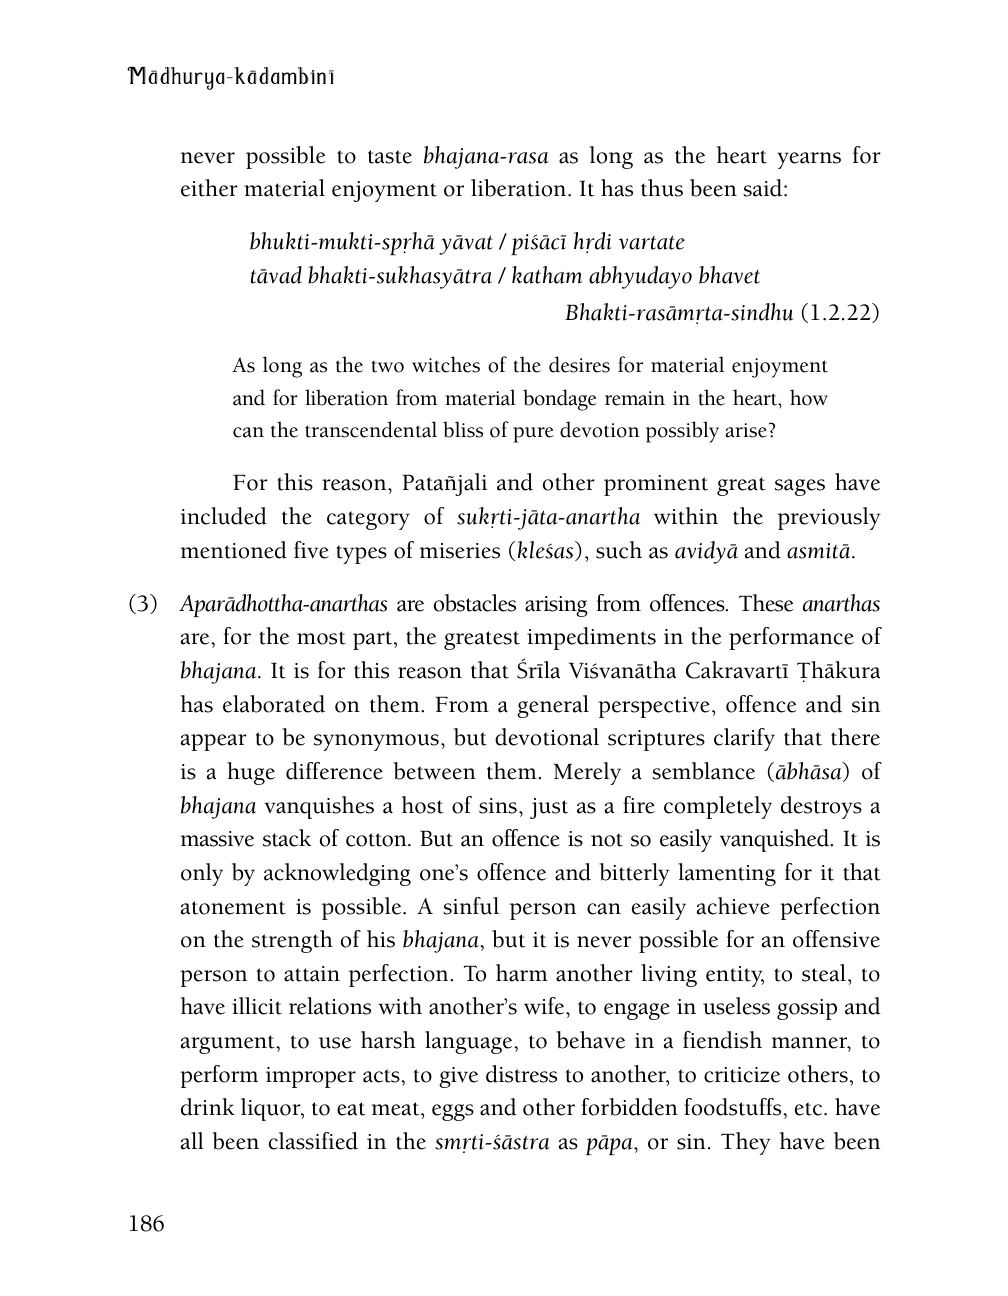 Mādhurya-kādambinī
never possible to taste bhajana-rasa as long as the heart yearns for
either material enjoyment or liberation. It has thus been said:
bhukti-mukti-spṛhā yāvat / piśācī hṛdi vartate
tāvad bhakti-sukhasyātra / katham abhyudayo bhavet
Bhakti-rasāmṛta-sindhu (1.2.22)
As long as the two witches of the desires for material enjoyment
and for liberation from material bondage remain in the heart, how
can the transcendental bliss of pure devotion possibly arise?
For this reason, Patañjali and other prominent great sages have
included the category of sukṛti-jāta-anartha within the previously
mentioned five types of miseries (kleśas), such as avidyā and asmitā.
(3) Aparādhottha-anarthas are obstacles arising from offences. These anarthas
are, for the most part, the greatest impediments in the performance of
bhajana. It is for this reason that Śrīla Viśvanātha Cakravartī Ṭhākura
has elaborated on them. From a general perspective, offence and sin
appear to be synonymous, but devotional scriptures clarify that there
is a huge difference between them. Merely a semblance (ābhāsa) of
bhajana vanquishes a host of sins, just as a fire completely destroys a
massive stack of cotton. But an offence is not so easily vanquished. It is
only by acknowledging one’s offence and bitterly lamenting for it that
atonement is possible. A sinful person can easily achieve perfection
on the strength of his bhajana, but it is never possible for an offensive
person to attain perfection. To harm another living entity, to steal, to
have illicit relations with another’s wife, to engage in useless gossip and
argument, to use harsh language, to behave in a fiendish manner, to
perform improper acts, to give distress to another, to criticize others, to
drink liquor, to eat meat, eggs and other forbidden foodstuffs, etc. have
all been classified in the smṛti-śāstra as pāpa, or sin. They have been
186